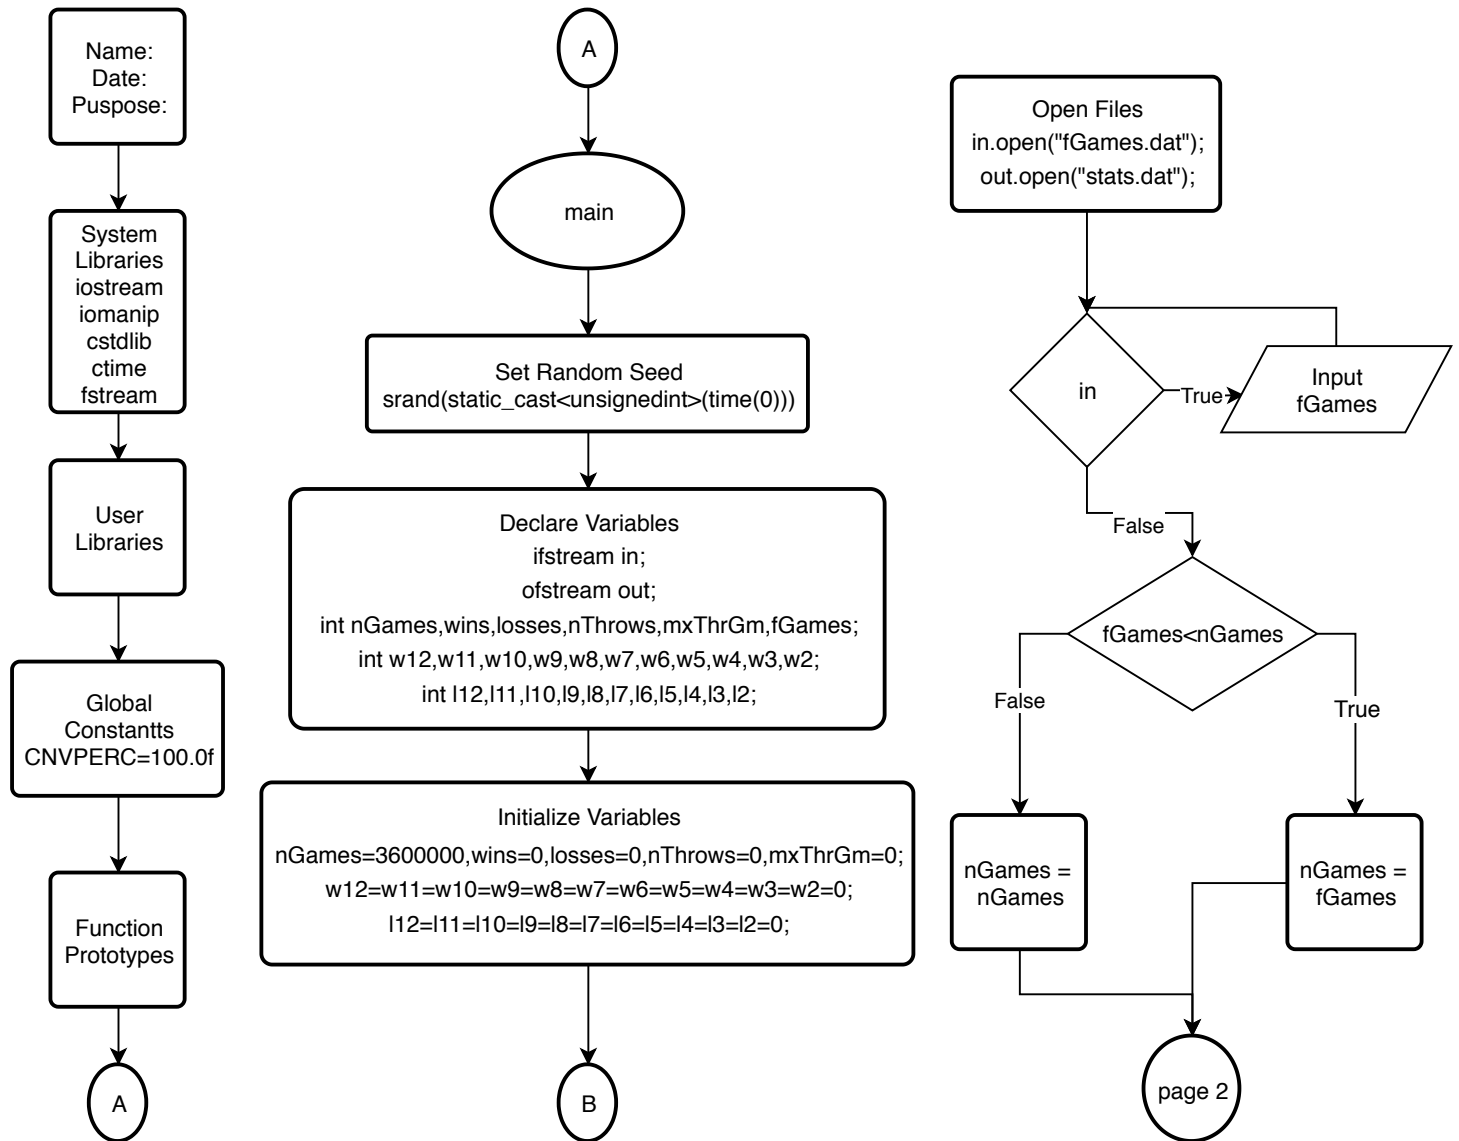 Name:
Date:
Puspose:
System
Libraries
iostream
iomanip
cstdlib
ctime
fstream
User
Libraries
Global
Constantts
CNVPERC=100.0f
Function
Prototypes
A
A
main
Set Random Seed
srand(static_cast<unsignedint>(time(0)))
Declare Variables
ifstream in;
ofstream out;
int nGames,wins,losses,nThrows,mxThrGm,fGames;
int w12,w11,w10,w9,w8,w7,w6,w5,w4,w3,w2;
int l12,l11,l10,l9,l8,l7,l6,l5,l4,l3,l2;
Initialize Variables
nGames=3600000,wins=0,losses=0,nThrows=0,mxThrGm=0;
w12=w11=w10=w9=w8=w7=w6=w5=w4=w3=w2=0;
l12=l11=l10=l9=l8=l7=l6=l5=l4=l3=l2=0;
B
Open Files
in.open("fGames.dat");
out.open("stats.dat");
in
True
Input
fGames
False
fGames<nGames
False
True
nGames =
nGames
nGames =
fGames
page 2